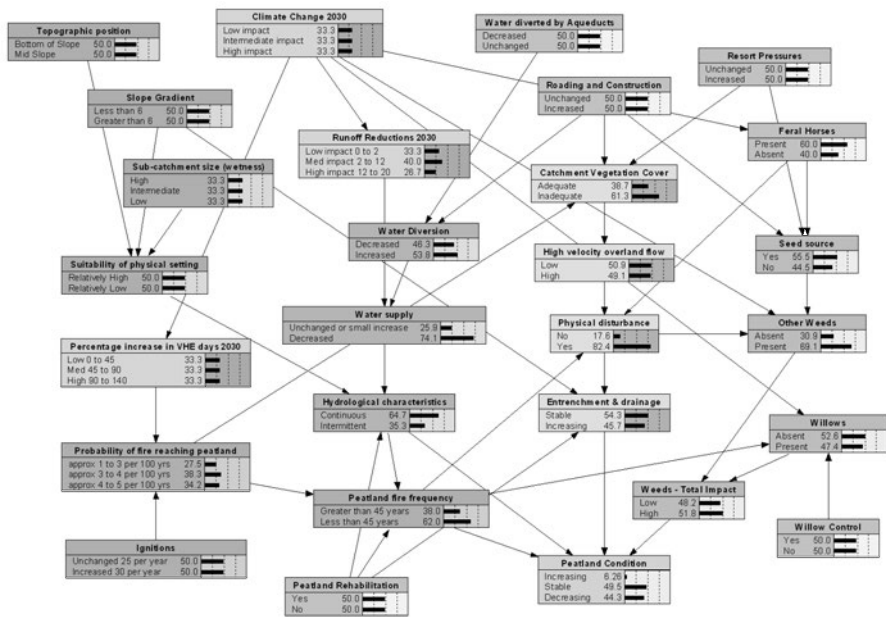 Topographic position
Bottom of Slope 50.0
Mid Slope 50.0
Climate Change 2030
Low impact 33.3
Intermediate impact 33.3
High impact 33.3
Water diverted by Aqueducts
Decreased 50.0
Unchanged 50.0
Resort Pressures
Unchanged 50.0
Increased 50.0
Slope Gradient
Less than 6 50.0
Greater than 6 50.0
Roading and Construction
Unchanged 50.0
Increased 50.0
Runoff Reductions 2030
Low impact 0 to 2 33.3
Med impact 2 to 12 40.0
High impact 12 to 20 26.7
Feral Horses
Present 60.0
Absent 40.0
Sub-catchment size (wetness)
High 33.3
Intermediate 33.3
Low 33.3
Catchment Vegetation Cover
Adequate 38.7
Inadequate 61.3
Water Diversion
Decreased 46.3
Increased 53.8
Suitability of physical setting
Relatively High 50.0
Relatively Low 50.0
High velocity overland flow
Low 50.9
High 49.1
Seed source
Yes 55.5
No 44.5
Water supply
Unchanged or small increase 25.9
Decreased 74.1
Physical disturbance
No 17.6
Yes 82.4
Other Weeds
Absent 30.9
Present 69.1
Percentage increase in VHE days 2030
Low 0 to 45 33.3
Med 45 to 90 33.3
High 90 to 140 33.3
Hydrological characteristics
Continuous 64.7
Intermittent 35.3
Entrenchment & drainage
Stable 54.3
Increasing 45.7
Willows
Absent 52.6
Present 47.4
Probability of fire reaching peatland
approx 1 to 3 per 100 yrs 27.5
approx 3 to 4 per 100 yrs 38.3
approx 4 to 5 per 100 yrs 34.2
Peatland fire frequency
Greater than 45 years 38.0
Less than 45 years 62.0
Weeds - Total Impact
Low 48.2
High 51.8
Willow Control
Yes 50.0
No 50.0
Ignitions
Unchanged 25 per year 50.0
Increased 30 per year 50.0
Peatland Rehabilitation
Yes 50.0
No 50.0
Peatland Condition
Increasing 6.26
Stable 49.5
Decreasing 44.3